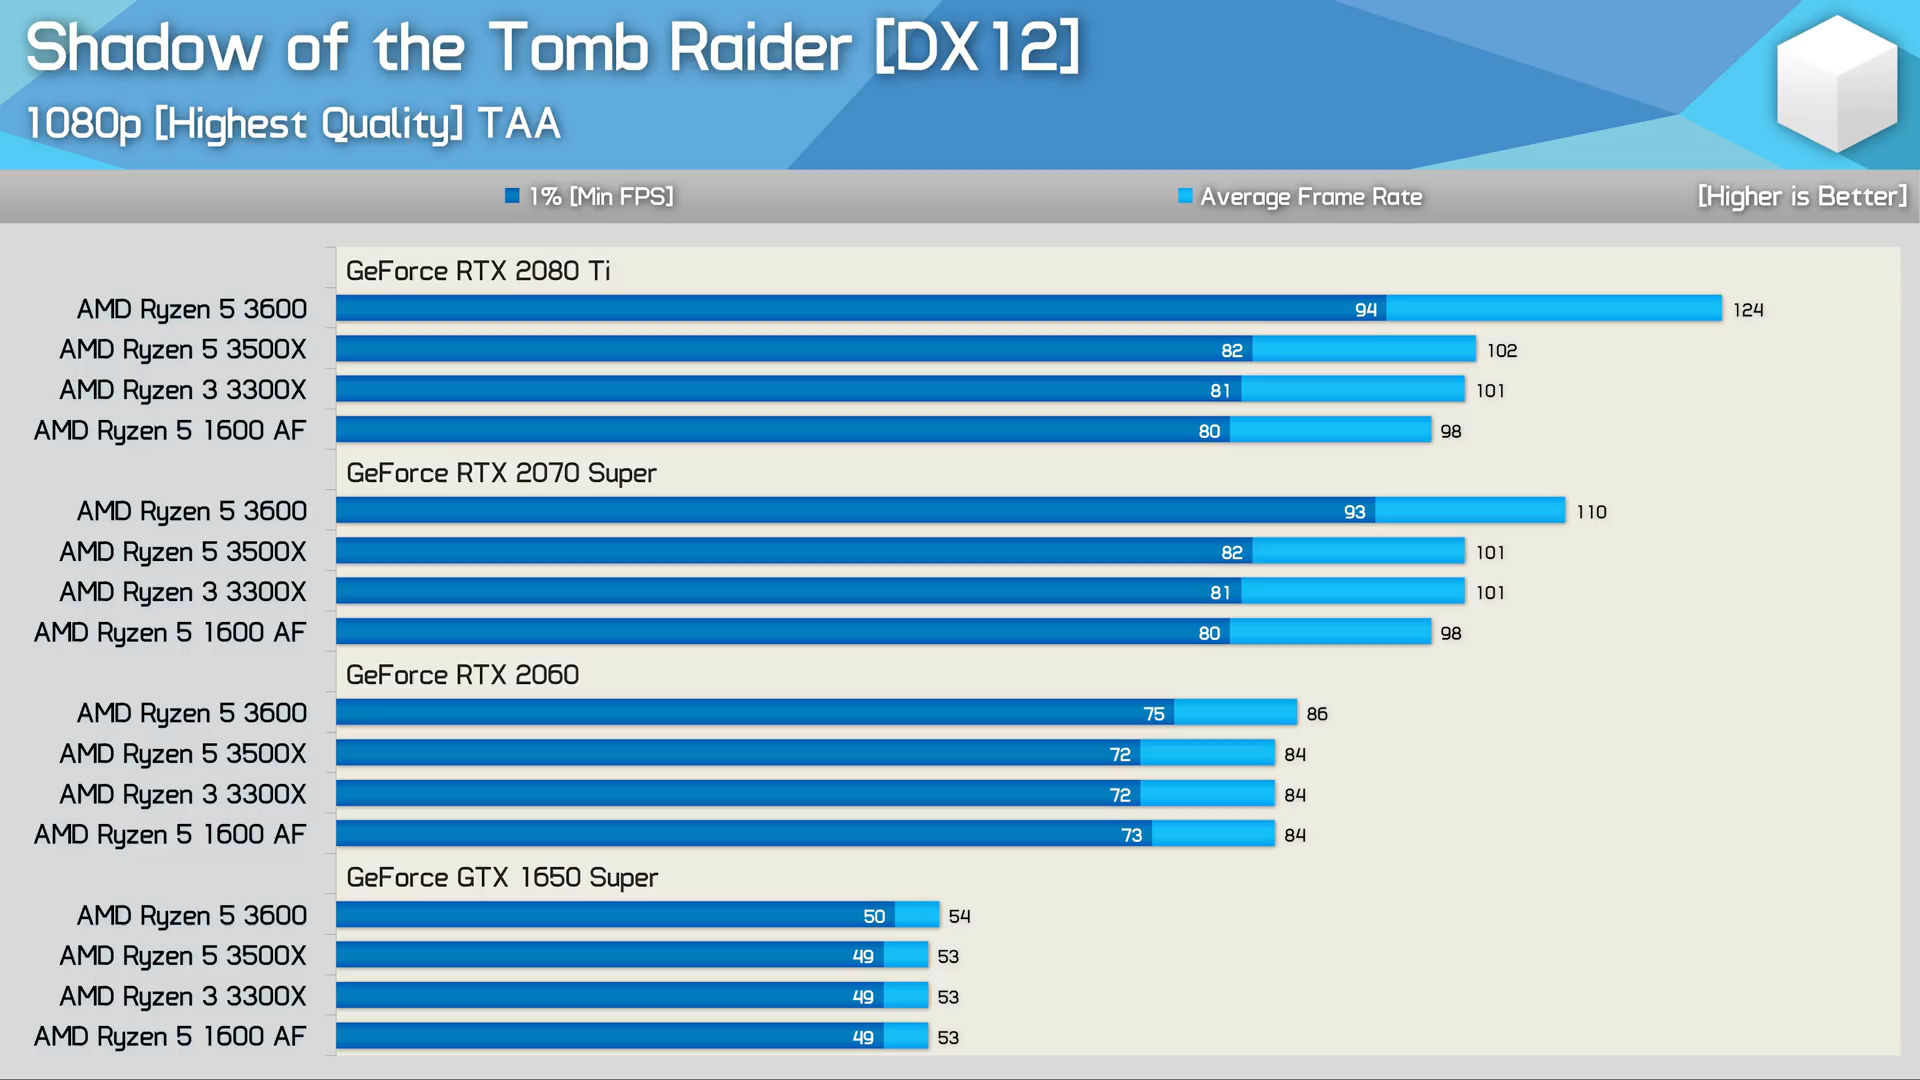 Shadow of the Tomb Raider [DX12]
1080p [Highest Quality] TAA
1% [Min FPS] Average Frame Rate [Higher is Better]
GeForce RTX 2080 Ti
AMD Ryzen 5 3600 94 124
AMD Ryzen 5 3500X 82 102
AMD Ryzen 3 3300X 81 101
AMD Ryzen 5 1600 AF 80 98
GeForce RTX 2070 Super
AMD Ryzen 5 3600 93 110
AMD Ryzen 5 3500X 82 101
AMD Ryzen 3 3300X 81 101
AMD Ryzen 5 1600 AF 80 98
GeForce RTX 2060
AMD Ryzen 5 3600 75 86
AMD Ryzen 5 3500X 72 84
AMD Ryzen 3 3300X 72 84
AMD Ryzen 5 1600 AF 73 84
GeForce GTX 1650 Super
AMD Ryzen 5 3600 50 54
AMD Ryzen 5 3500X 49 53
AMD Ryzen 3 3300X 49 53
AMD Ryzen 5 1600 AF 49 53